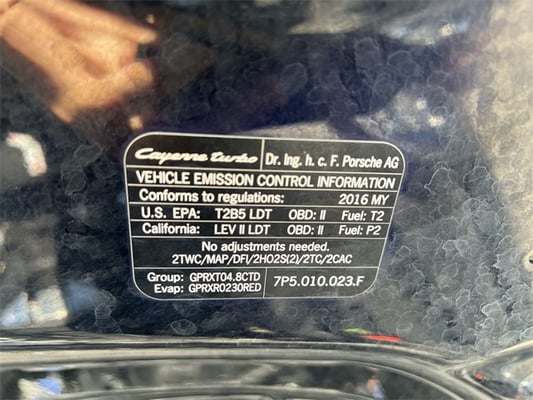 Cayenne turbo Dr. Ing. h. c. F. Porsche AG
VEHICLE EMISSION CONTROL INFORMATION
Conforms to regulations: 2016 MY
U.S. EPA: T2B5 LDT OBD: II Fuel: T2
California: LEV II LDT OBD: II Fuel: P2
No adjustments needed.
2TWC/MAP/DFI/2HO2S(2)/2TC/2CAC
Group: GPRXT04.8CTD
Evap: GPRXR0230RED
7P5.010.023.F